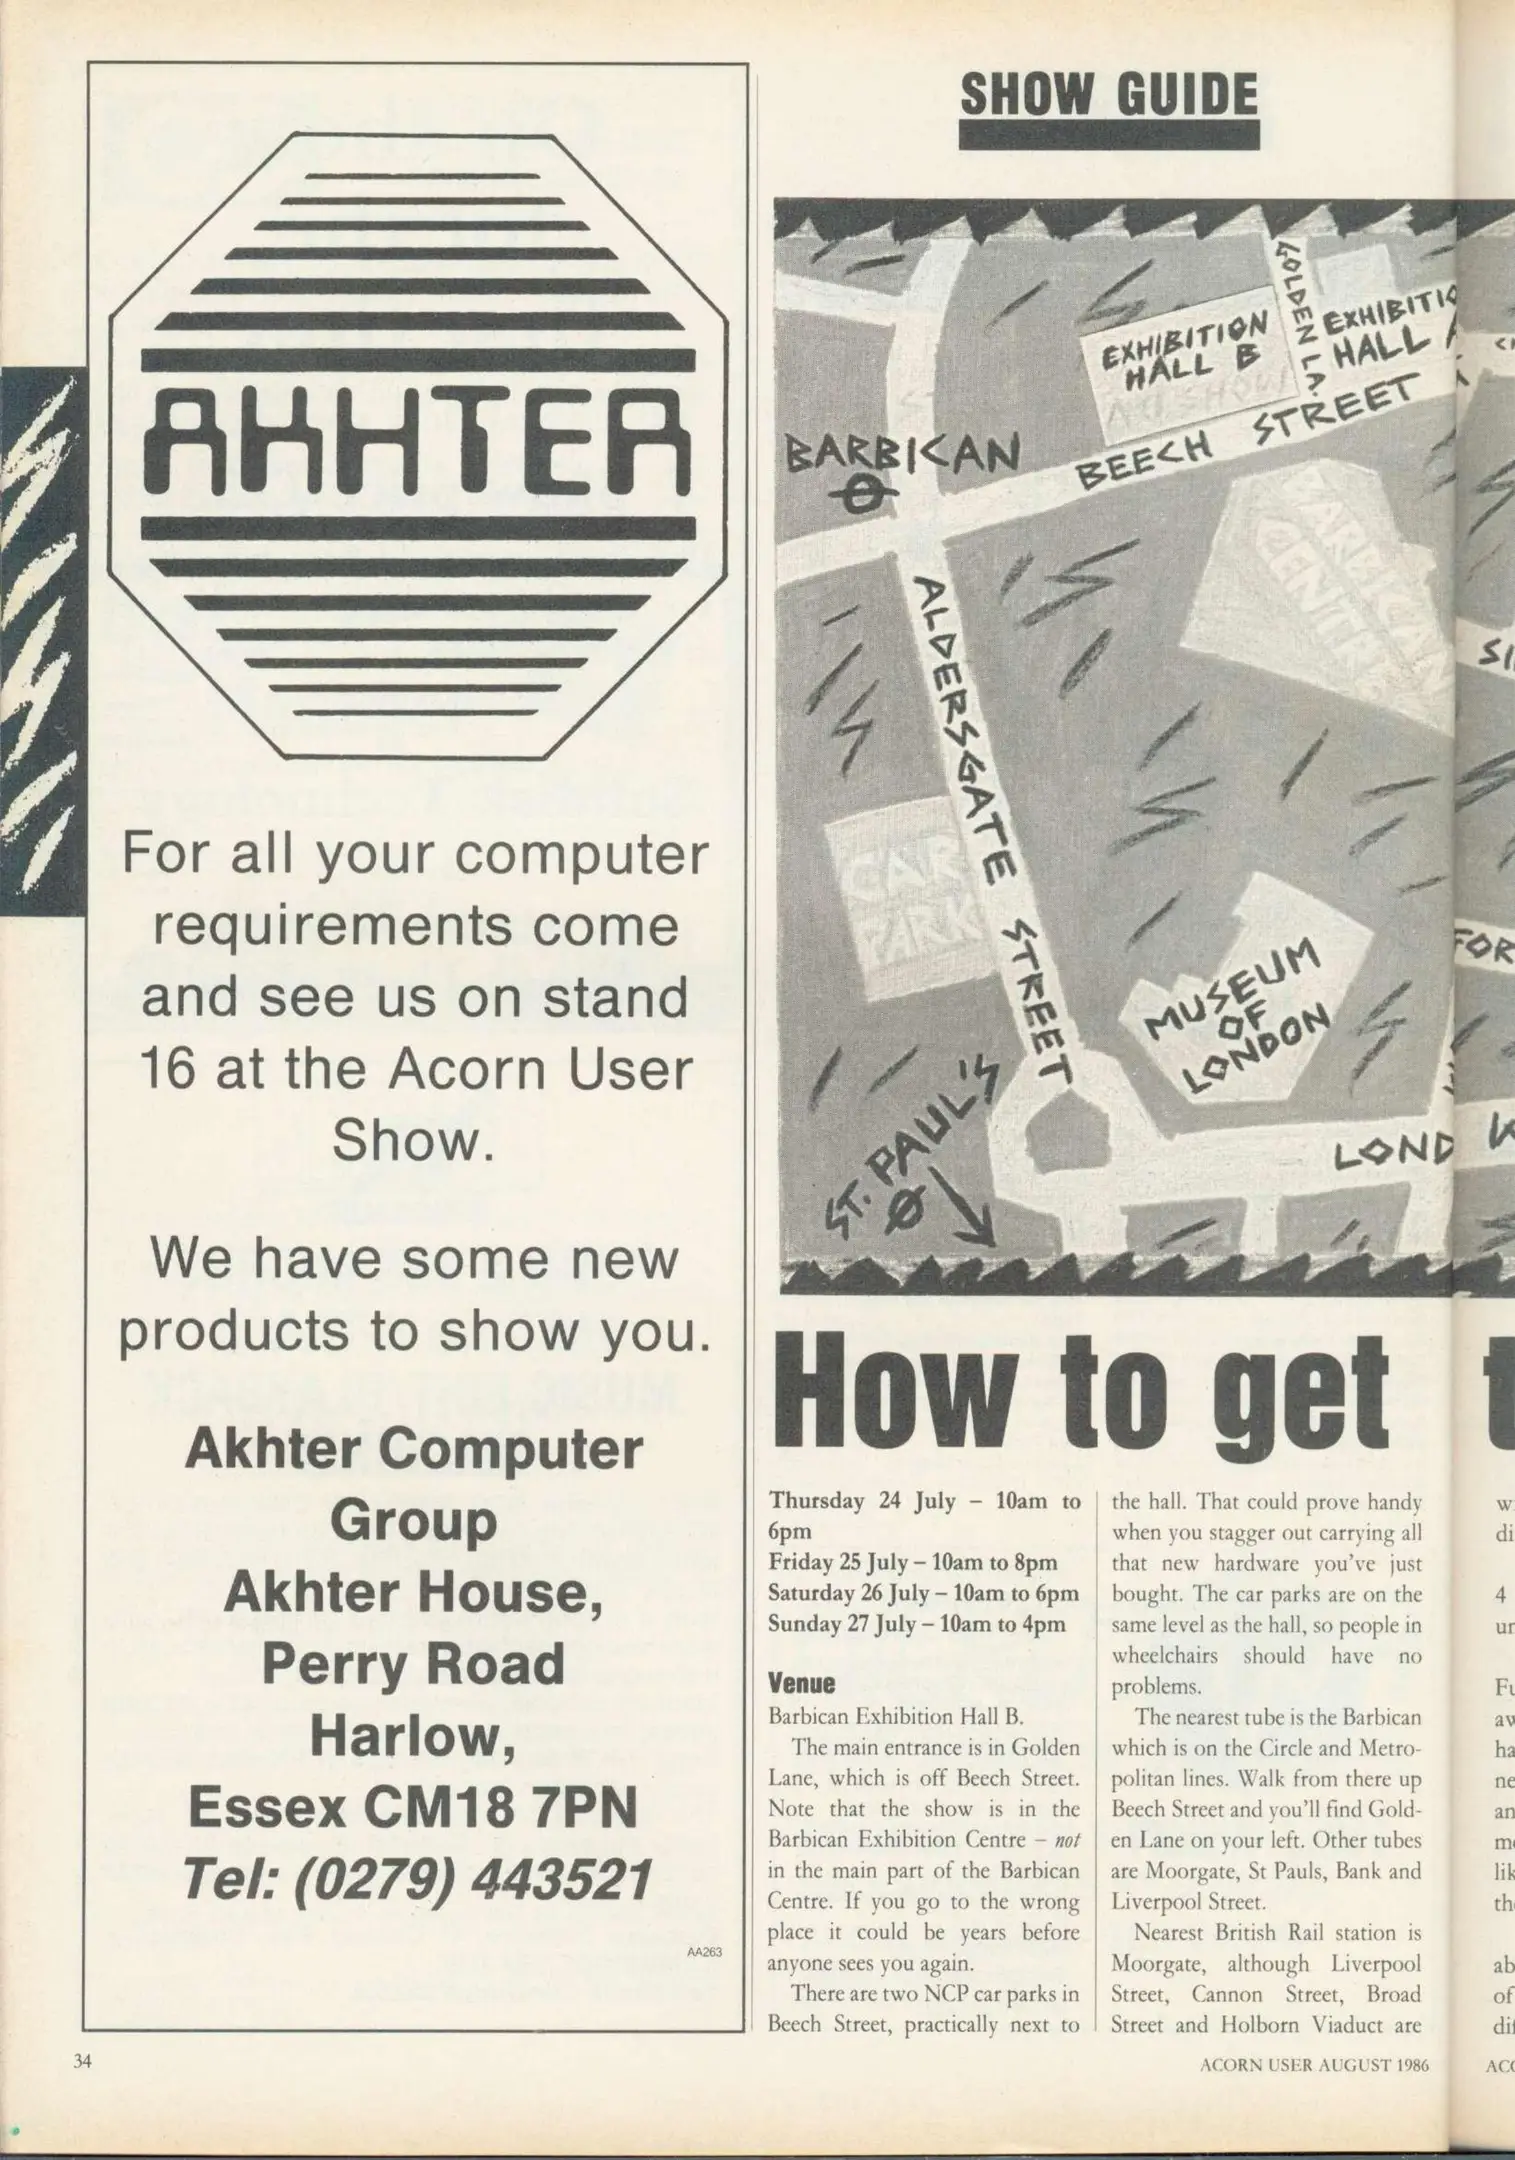 AKHTER
For all your computer
requirements come
and see us on stand
16 at the Acorn User
Show.
We have some new
products to show you.
Akhter Computer
Group
Akhter House,
Perry Road
Harlow,
Essex CM18 7PN
Tel: (0279) 443521
AA263
34
SHOW GUIDE
GOLDEN LA.
EXHIBITION
HALL B
AU SHOW
EXHIBITIO
HALL A
BARBICAN
BEECH STREET
BARBICAN
CENTRE
ALDERSGATE STREET
CAR
PARK
MUSEUM
OF
LONDON
ST. PAUL'S
LOND
SI
FOR
How to get
Thursday 24 July – 10am to
6pm
Friday 25 July – 10am to 8pm
Saturday 26 July – 10am to 6pm
Sunday 27 July – 10am to 4pm
Venue
Barbican Exhibition Hall B.
The main entrance is in Golden
Lane, which is off Beech Street.
Note that the show is in the
Barbican Exhibition Centre – not
in the main part of the Barbican
Centre. If you go to the wrong
place it could be years before
anyone sees you again.
There are two NCP car parks in
Beech Street, practically next to
the hall. That could prove handy
when you stagger out carrying all
that new hardware you've just
bought. The car parks are on the
same level as the hall, so people in
wheelchairs should have no
problems.
The nearest tube is the Barbican
which is on the Circle and Metro-
politan lines. Walk from there up
Beech Street and you'll find Gold-
en Lane on your left. Other tubes
are Moorgate, St Pauls, Bank and
Liverpool Street.
Nearest British Rail station is
Moorgate, although Liverpool
Street, Cannon Street, Broad
Street and Holborn Viaduct are
ACORN USER AUGUST 1986